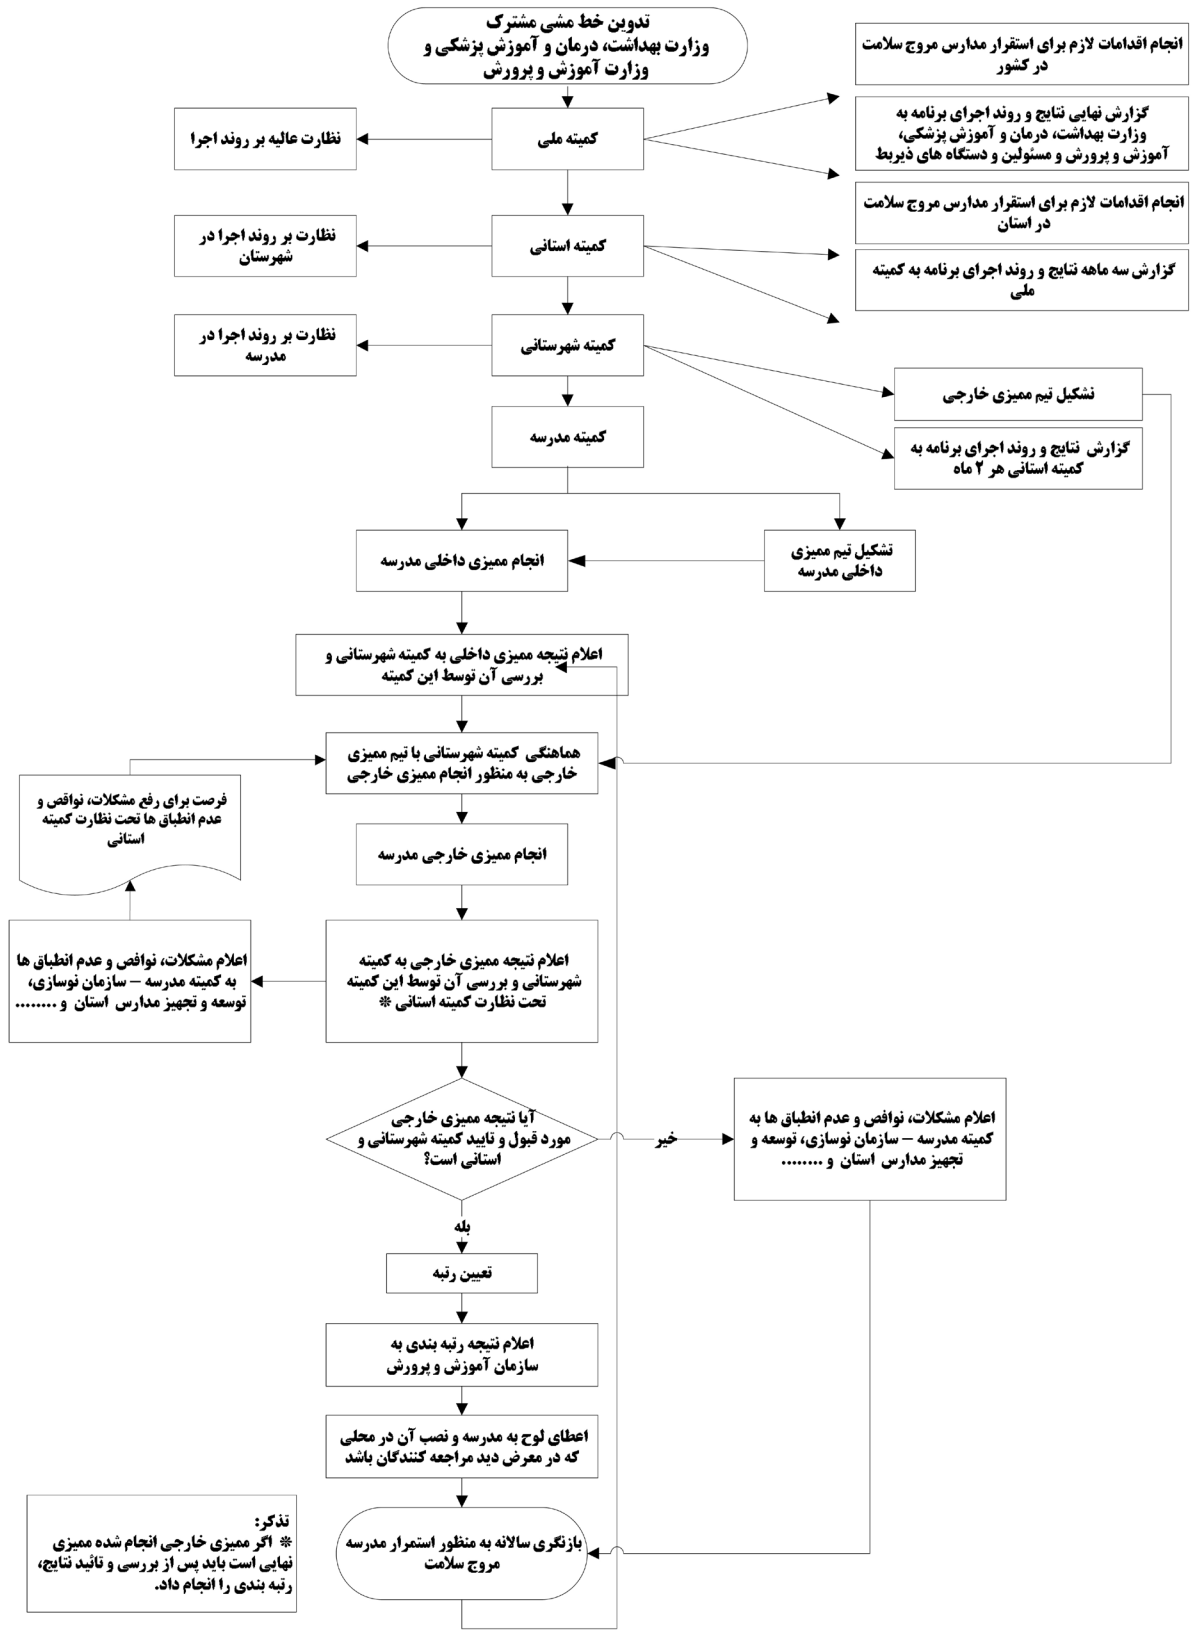 تدوین خط مشی مشترک
وزارت بهداشت، درمان و آموزش پزشکی و
وزارت آموزش و پرورش
انجام اقدامات لازم برای استقرار مدارس مروج سلامت
در کشور
گزارش نهایی نتایج و روند اجرای برنامه به
وزارت بهداشت، درمان و آموزش پزشکی،
آموزش و پرورش و مسئولین و دستگاه های ذیربط
کمیته ملی
نظارت عالیه بر روند اجرا
انجام اقدامات لازم برای استقرار مدارس مروج سلامت
در استان
گزارش سه ماهه نتایج و روند اجرای برنامه به کمیته
ملی
کمیته استانی
نظارت بر روند اجرا در
شهرستان
کمیته شهرستانی
نظارت بر روند اجرا در
مدرسه
تشکیل تیم ممیزی خارجی
گزارش نتایج و روند اجرای برنامه به
کمیته استانی هر ۲ ماه
کمیته مدرسه
تشکیل تیم ممیزی
داخلی مدرسه
انجام ممیزی داخلی مدرسه
اعلام نتیجه ممیزی داخلی به کمیته شهرستانی و
بررسی آن توسط این کمیته
هماهنگی کمیته شهرستانی با تیم ممیزی
خارجی به منظور انجام ممیزی خارجی
فرصت برای رفع مشکلات، نواقص و
عدم انطباق ها تحت نظارت کمیته
استانی
انجام ممیزی خارجی مدرسه
اعلام نتیجه ممیزی خارجی به کمیته
شهرستانی و بررسی آن توسط این کمیته
تحت نظارت کمیته استانی *
اعلام مشکلات، نواقص و عدم انطباق ها
به کمیته مدرسه – سازمان نوسازی،
توسعه و تجهیز مدارس استان و ........
آیا نتیجه ممیزی خارجی
مورد قبول و تایید کمیته شهرستانی و
استانی است؟
خیر
اعلام مشکلات، نواقص و عدم انطباق ها به
کمیته مدرسه – سازمان نوسازی، توسعه و
تجهیز مدارس استان و ........
بله
تعیین رتبه
اعلام نتیجه رتبه بندی به
سازمان آموزش و پرورش
اعطای لوح به مدرسه و نصب آن در محلی
که در معرض دید مراجعه کنندگان باشد
بازنگری سالانه به منظور استمرار مدرسه
مروج سلامت
تذکر:
* اگر ممیزی خارجی انجام شده ممیزی
نهایی است باید پس از بررسی و تائید نتایج،
رتبه بندی را انجام داد.